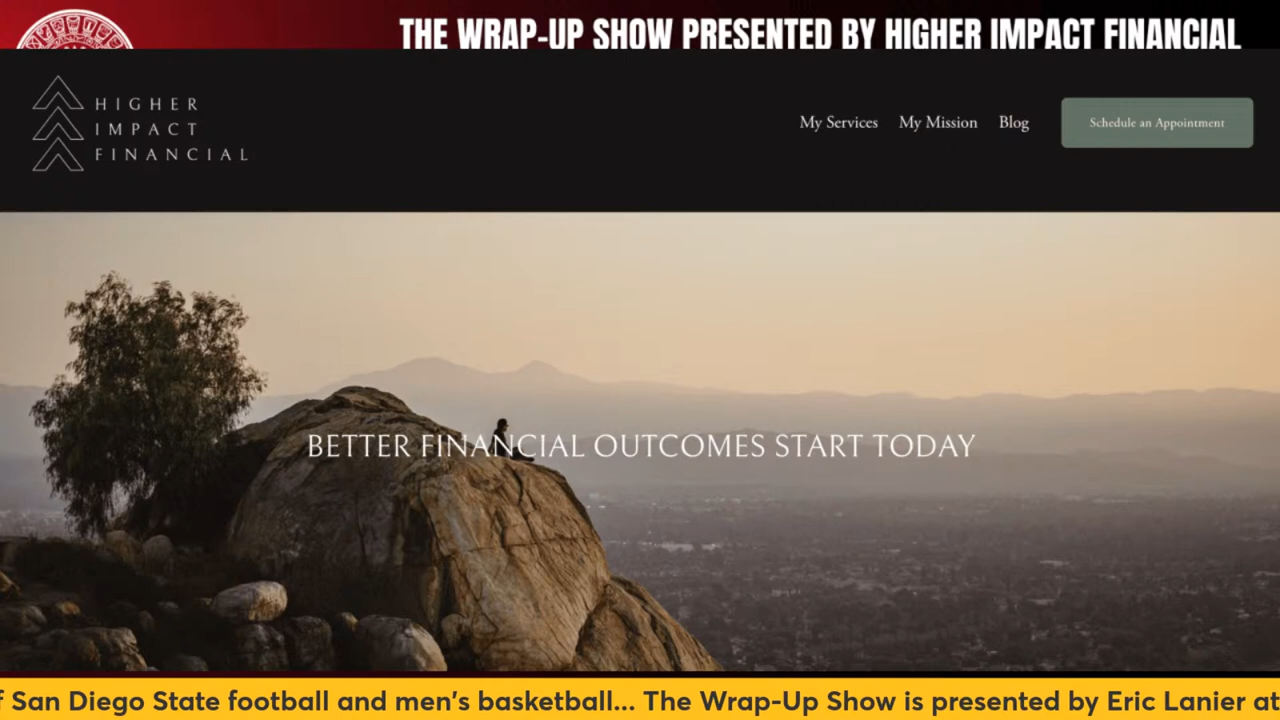 THE WRAP-UP SHOW PRESENTED BY HIGHER IMPACT FINANCIAL
HIGHER
IMPACT
FINANCIAL
My Services
My Mission
Blog
Schedule an Appointment
BETTER FINANCIAL OUTCOMES START TODAY
San Diego State football and men's basketball... The Wrap-Up Show is presented by Eric Lanier at